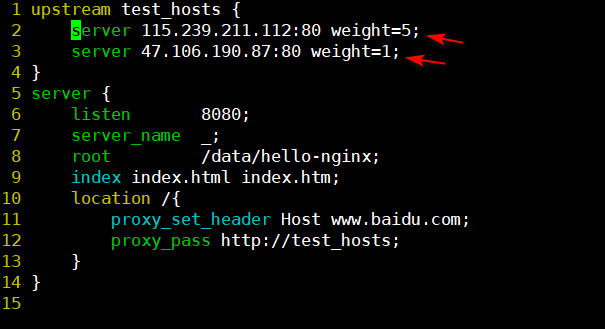 1 upstream test_hosts {
2     server 115.239.211.112:80 weight=5;
3     server 47.106.190.87:80 weight=1;
4 }
5 server {
6     listen       8080;
7     server_name  _;
8     root         /data/hello-nginx;
9     index index.html index.htm;
10     location /{
11         proxy_set_header Host www.baidu.com;
12         proxy_pass http://test_hosts;
13     }
14 }
15